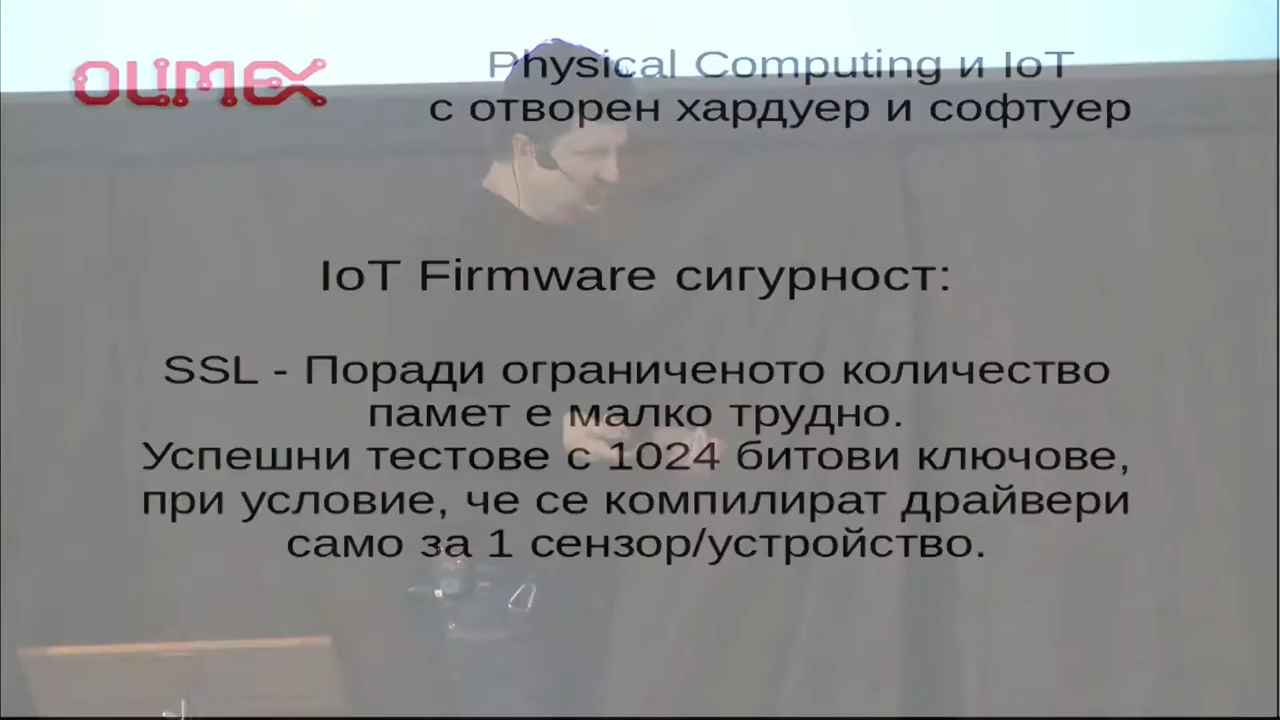 OLIMEX
Physical Computing и IoT
с отворен хардуер и софтуер
IoT Firmware сигурност:
SSL - Поради ограниченото количество
памет е малко трудно.
Успешни тестове с 1024 битови ключове,
при условие, че се компилират драйвери
само за 1 сензор/устройство.